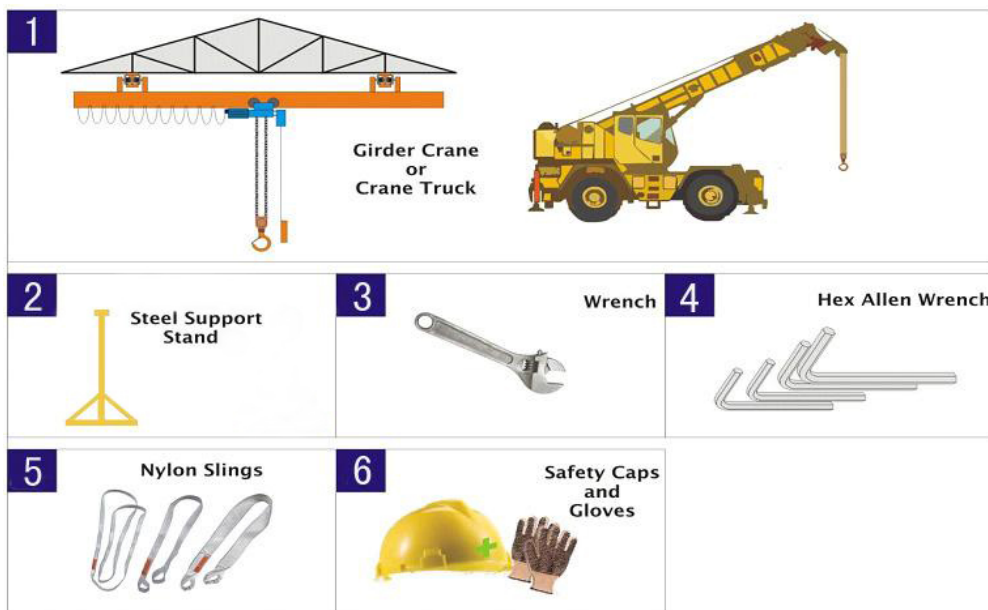 1
Girder Crane
or
Crane Truck
2
Steel Support
Stand
3
Wrench
4
Hex Allen Wrench
5
Nylon Slings
6
Safety Caps
and
Gloves